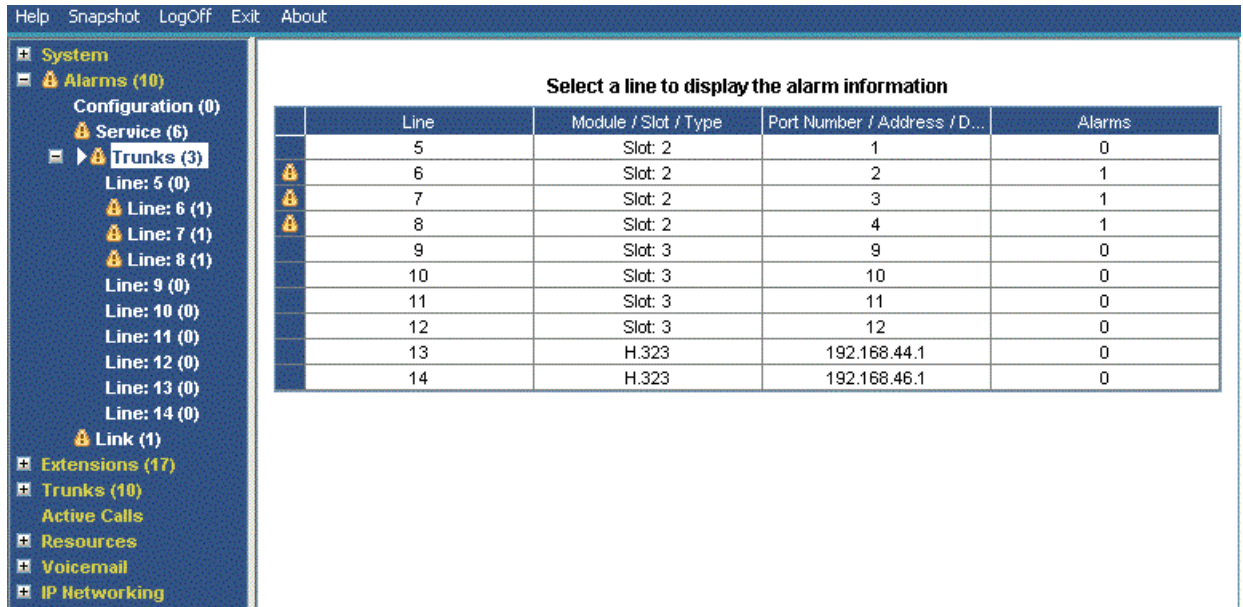 Help Snapshot LogOff Exit About
System
Alarms (10)
Configuration (0)
Service (6)
Trunks (3)
Line: 5 (0)
Line: 6 (1)
Line: 7 (1)
Line: 8 (1)
Line: 9 (0)
Line: 10 (0)
Line: 11 (0)
Line: 12 (0)
Line: 13 (0)
Line: 14 (0)
Link (1)
Extensions (17)
Trunks (10)
Active Calls
Resources
Voicemail
IP Networking
Select a line to display the alarm information
Line Module / Slot / Type Port Number / Address / D... Alarms
5 Slot: 2 1 0
6 Slot: 2 2 1
7 Slot: 2 3 1
8 Slot: 2 4 1
9 Slot: 3 9 0
10 Slot: 3 10 0
11 Slot: 3 11 0
12 Slot: 3 12 0
13 H.323 192.168.44.1 0
14 H.323 192.168.46.1 0